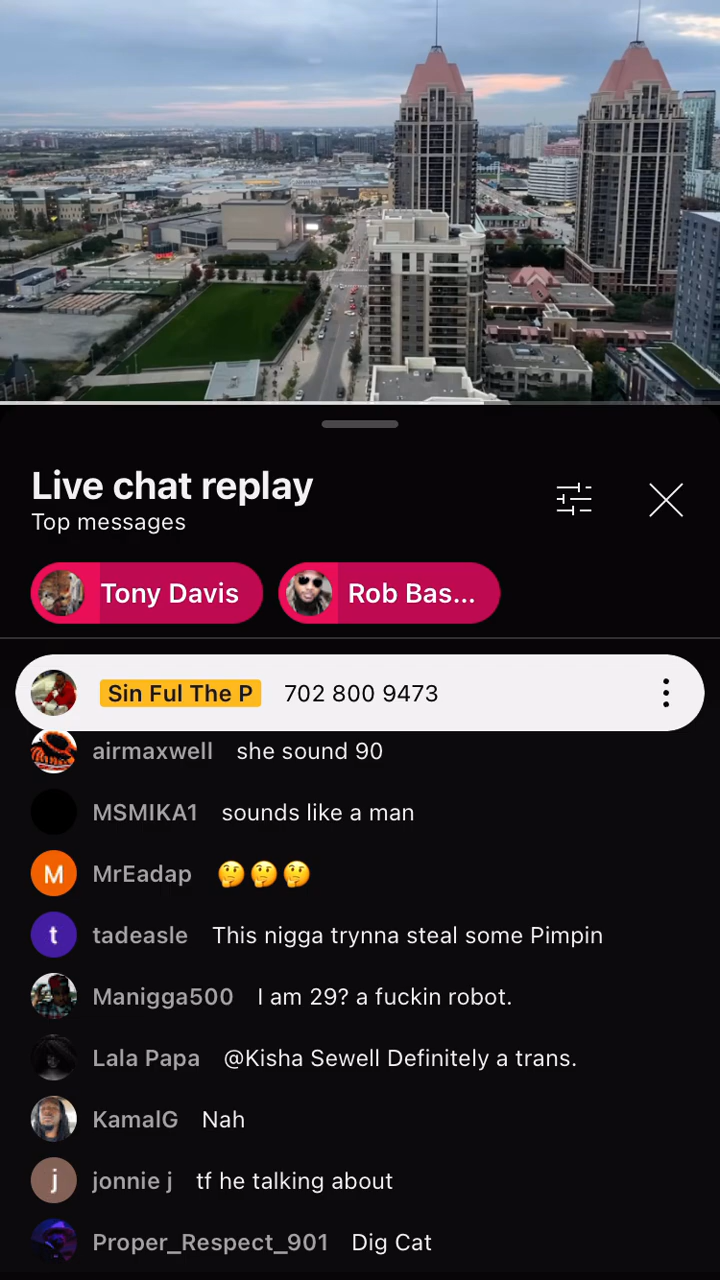 Live chat replay
Top messages
Tony Davis
Rob Bas...
Sin Ful The P 702 800 9473
airmaxwell she sound 90
MSMIKA1 sounds like a man
M MrEadap 🤔🤔🤔
t tadeasle This nigga trynna steal some Pimpin
Manigga500 I am 29? a fuckin robot.
Lala Papa @Kisha Sewell Definitely a trans.
KamalG Nah
j jonnie j tf he talking about
Proper_Respect_901 Dig Cat